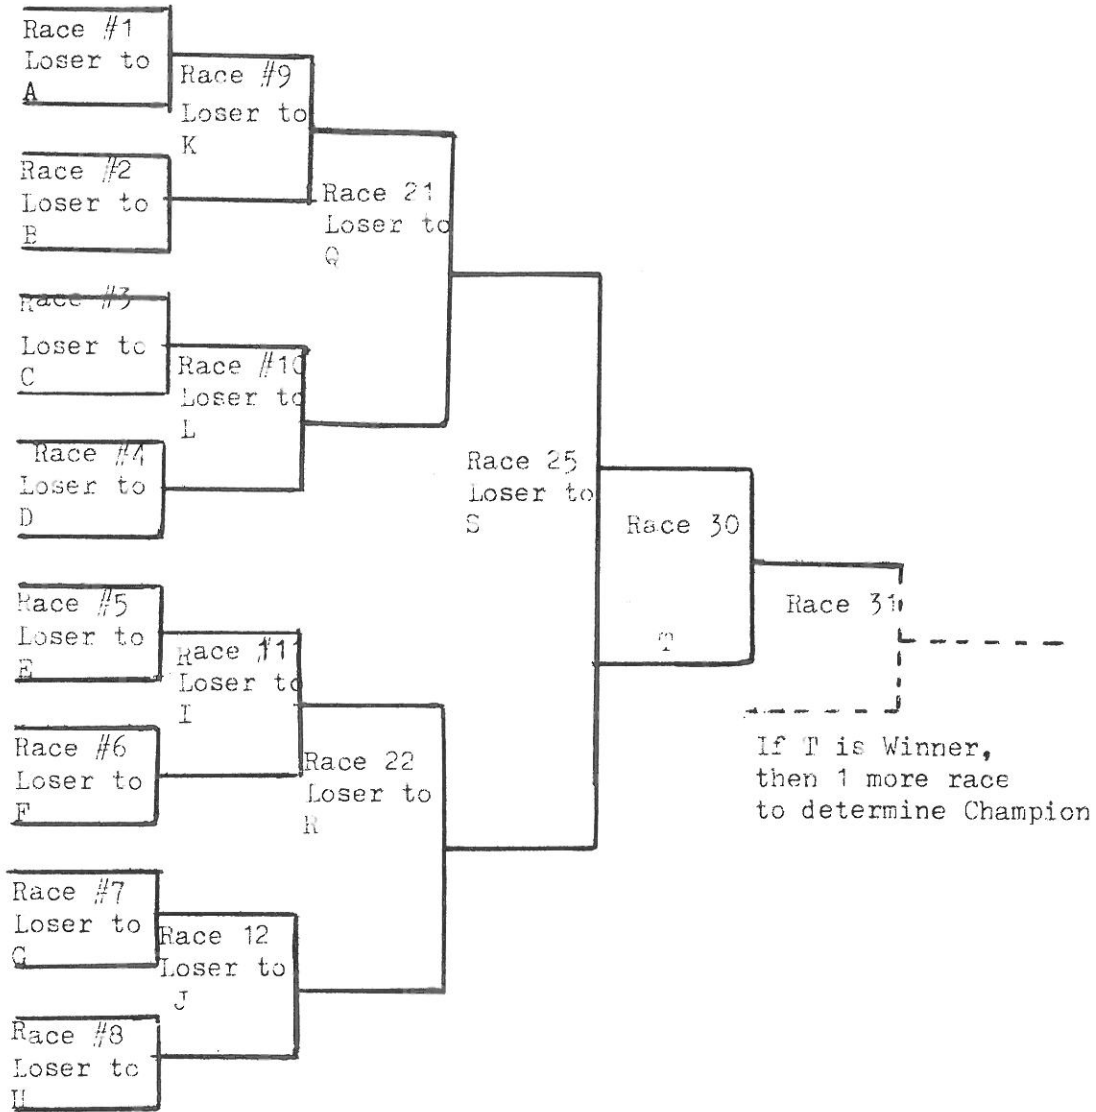 Race #1
Loser to
A
Race #9
Loser to
K
Race #2
Loser to
B
Race 21
Loser to
Q
Race #3
Loser to
C
Race #10
Loser to
L
Race #4
Loser to
D
Race 25
Loser to
S
Race 30
T
Race 31
Race #5
Loser to
E
Race #11
Loser to
I
Race #6
Loser to
F
Race 22
Loser to
R
If T is Winner,
then 1 more race
to determine Champion
Race #7
Loser to
G
Race 12
Loser to
J
Race #8
Loser to
H